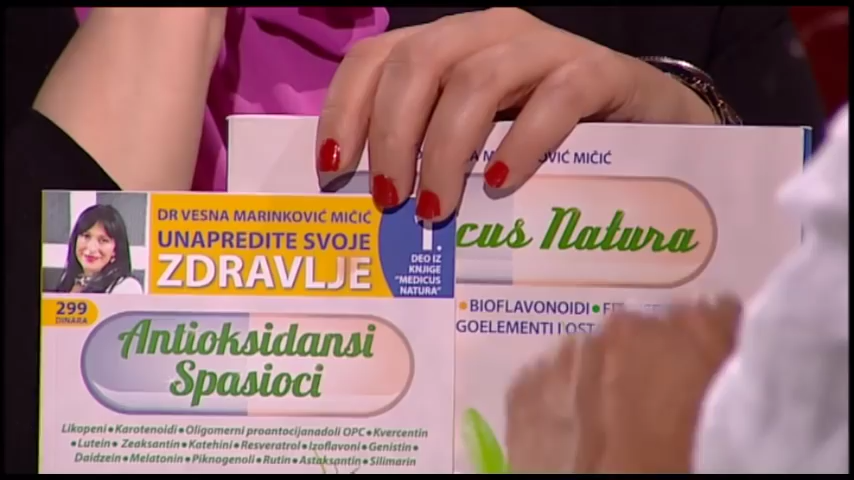 DR VESNA MARINKOVIĆ MIČIĆ
UNAPREDITE SVOJE
ZDRAVLJE
1.
DEO IZ
KNJIGE
"MEDICUS
NATURA"
299
DINARA
Antioksidansi
Spasioci
Likopeni • Karotenoidi • Oligomerni proantocijanadoli OPC • Kvercentin
• Lutein • Zeaksantin • Katehini • Resveratrol • Izoflavoni • Genistin •
Daidzein • Melatonin • Piknogenoli • Rutin • Astaksantin • Silimarin
MIČIĆ
cus Natura
• BIOFLAVONOIDI •
GOELEMENTI I OST